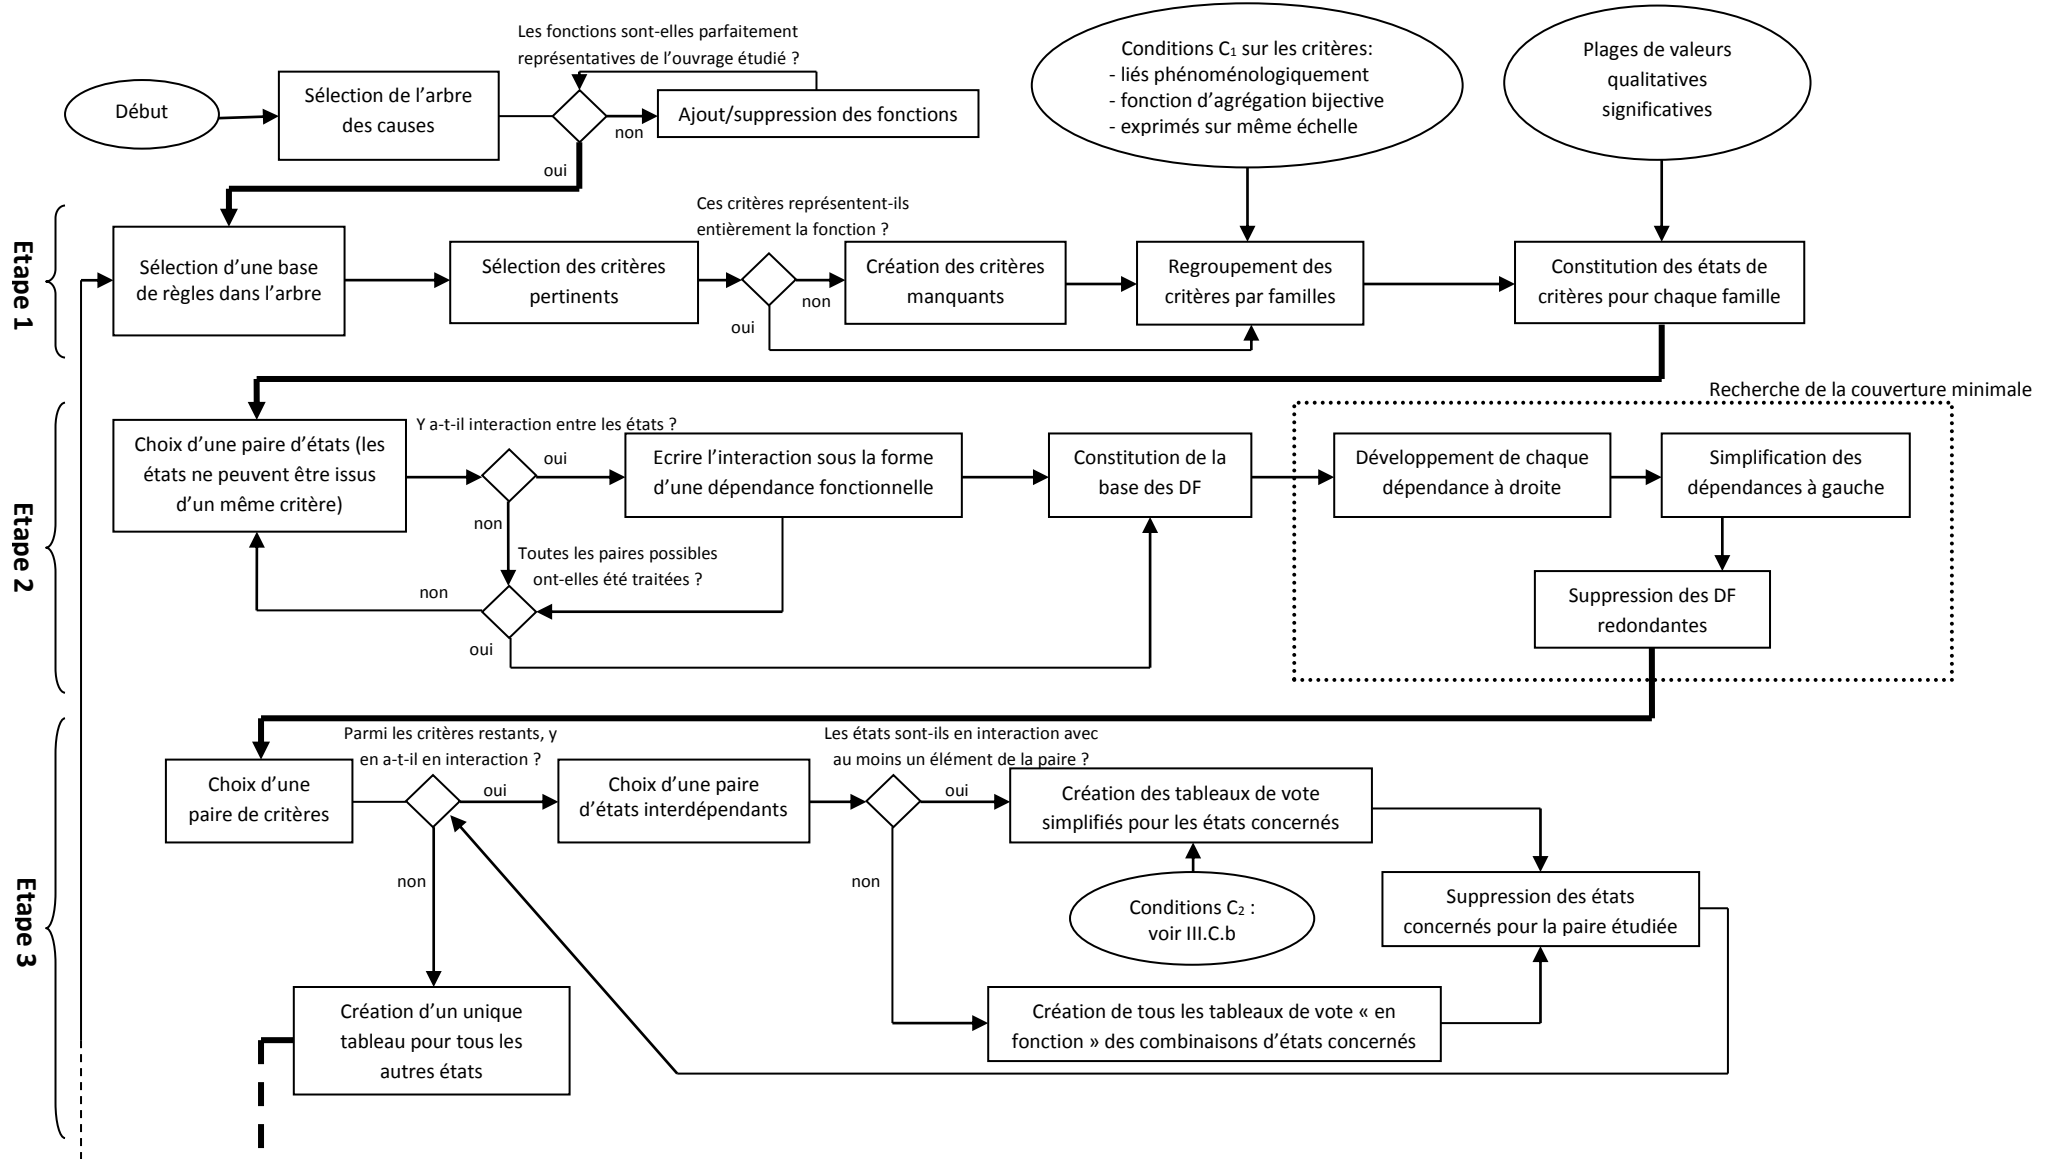 Les fonctions sont-elles parfaitement
représentatives de l’ouvrage étudié ?
Début
Sélection de l’arbre
des causes
non
Ajout/suppression des fonctions
oui
Conditions C₁ sur les critères:
- liés phénoménologiquement
- fonction d’agrégation bijective
- exprimés sur même échelle
Plages de valeurs
qualitatives
significatives
Etape 1
Sélection d’une base
de règles dans l’arbre
Sélection des critères
pertinents
Ces critères représentent-ils
entièrement la fonction ?
non
oui
Création des critères
manquants
Regroupement des
critères par familles
Constitution des états de
critères pour chaque famille
Etape 2
Choix d’une paire d’états (les
états ne peuvent être issus
d’un même critère)
Y a-t-il interaction entre les états ?
oui
non
Ecrire l’interaction sous la forme
d’une dépendance fonctionnelle
Toutes les paires possibles
ont-elles été traitées ?
non
oui
Constitution de la
base des DF
Recherche de la couverture minimale
Développement de chaque
dépendance à droite
Simplification des
dépendances à gauche
Suppression des DF
redondantes
Etape 3
Choix d’une
paire de critères
Parmi les critères restants, y
en a-t-il en interaction ?
oui
non
Choix d’une paire
d’états interdépendants
Les états sont-ils en interaction avec
au moins un élément de la paire ?
oui
non
Création des tableaux de vote
simplifiés pour les états concernés
Conditions C₂ :
voir III.C.b
Suppression des états
concernés pour la paire étudiée
Création d’un unique
tableau pour tous les
autres états
Création de tous les tableaux de vote « en
fonction » des combinaisons d’états concernés